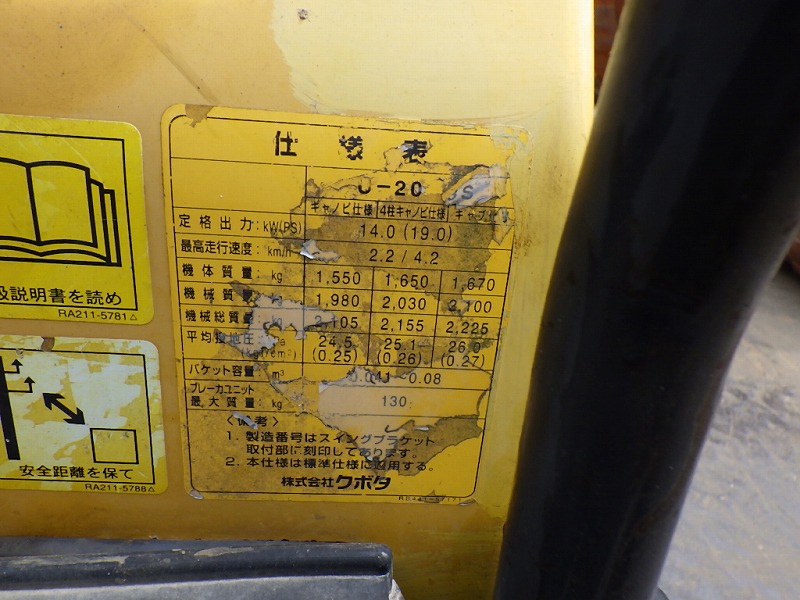 扱説明書を読め
RA211-5781
安全距離を保て
RA211-5788
仕様表
U-20 S
キャノピ仕様 4柱キャノピ仕様 キャブ仕
定格出力: kW(PS) 14.0 (19.0)
最高走行速度: km/h 2.2 / 4.2
機体質量: kg 1,550 1,650 1,670
機械質量: kg 1,980 2,030 2,100
機械総質量: kg 2,105 2,155 2,225
平均接地圧: 24.5 25.1 26.0
(kgf/cm²) (0.25) (0.26) (0.27)
バケット容量: m³ 0.041~0.08
ブレーカユニット
最大質量: kg 130
〈備考〉
1. 製造番号はスイングブラケット
取付部に刻印してあります。
2. 本仕様は標準仕様に適用する。
株式会社クボタ